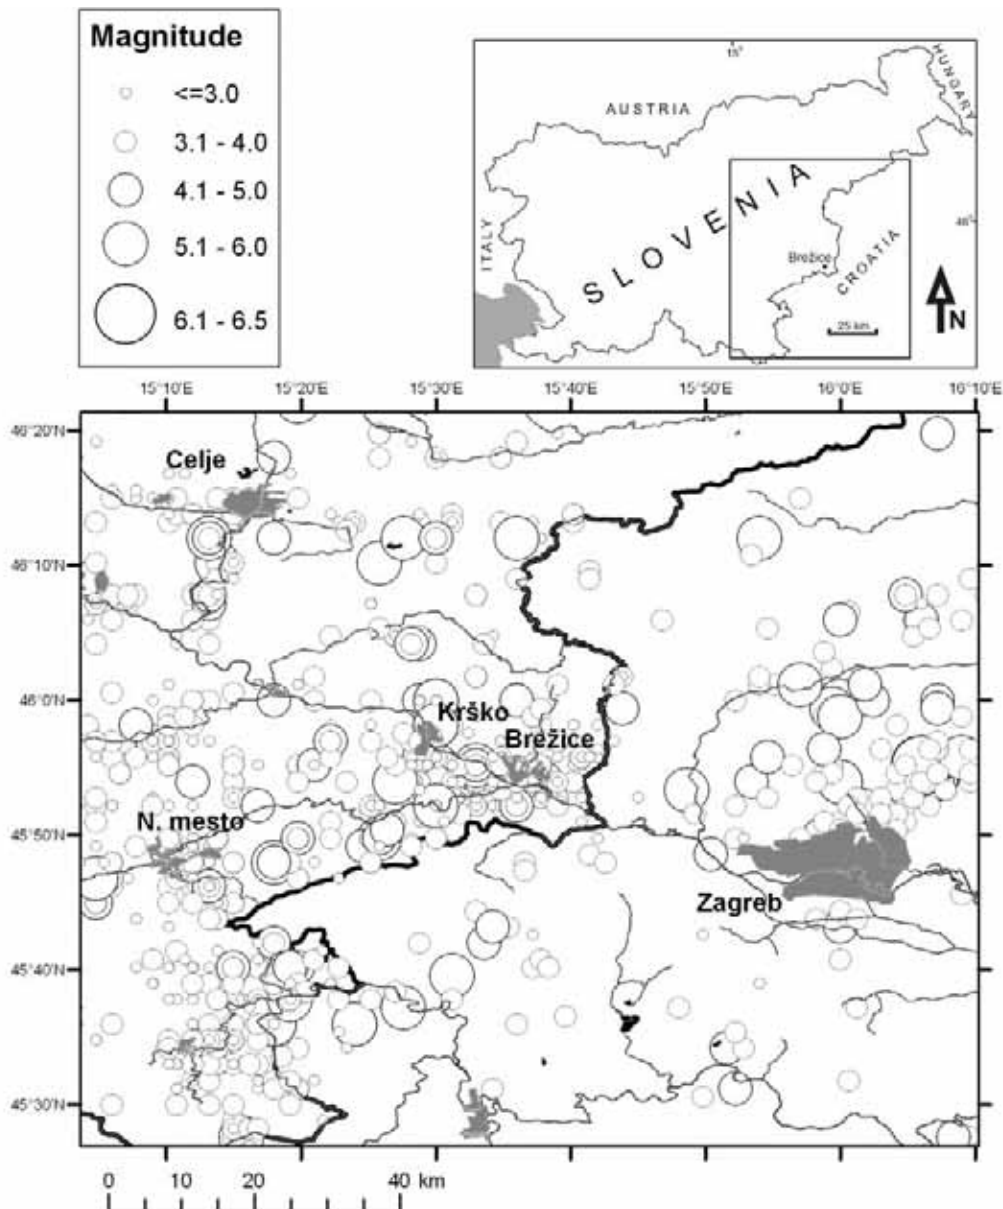 Magnitude
<=3.0
3.1 - 4.0
4.1 - 5.0
5.1 - 6.0
6.1 - 6.5
15°
AUSTRIA
HUNGARY
SLOVENIA
ITALY
46°
Brežice
CROATIA
25 km
N
15°10'E 15°20'E 15°30'E 15°40'E 15°50'E 16°0'E 16°10'E
46°20'N
Celje
46°10'N
46°0'N
Krško
Brežice
45°50'N
N. mesto
Zagreb
45°40'N
45°30'N
0 10 20 40 km